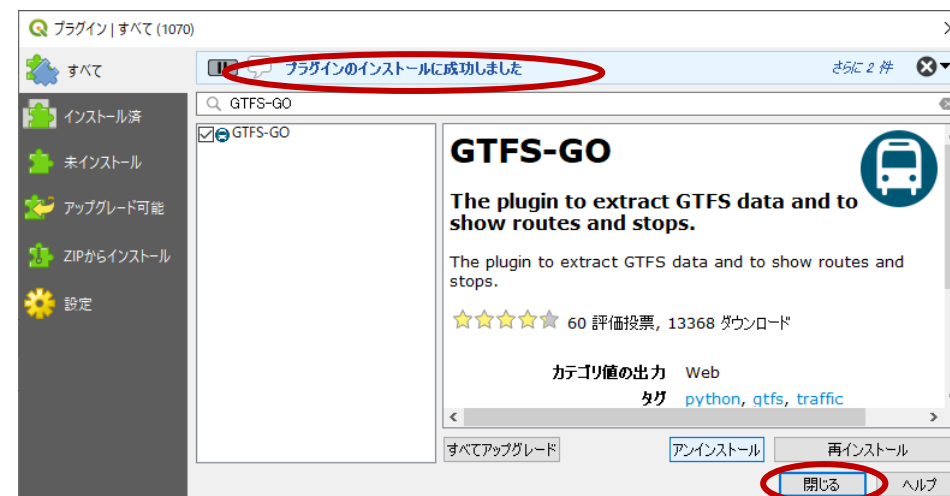 プラグイン | すべて (1070)
すべて
プラグインのインストールに成功しました
さらに 2 件
インストール済
GTFS-GO
GTFS-GO
GTFS-GO
未インストール
The plugin to extract GTFS data and to
show routes and stops.
アップグレード可能
ZIPからインストール
The plugin to extract GTFS data and to show routes and
stops.
設定
60 評価投票, 13368 ダウンロード
カテゴリ値の出力 Web
タグ python, gtfs, traffic
すべてアップグレード
アンインストール
再インストール
閉じる
ヘルプ